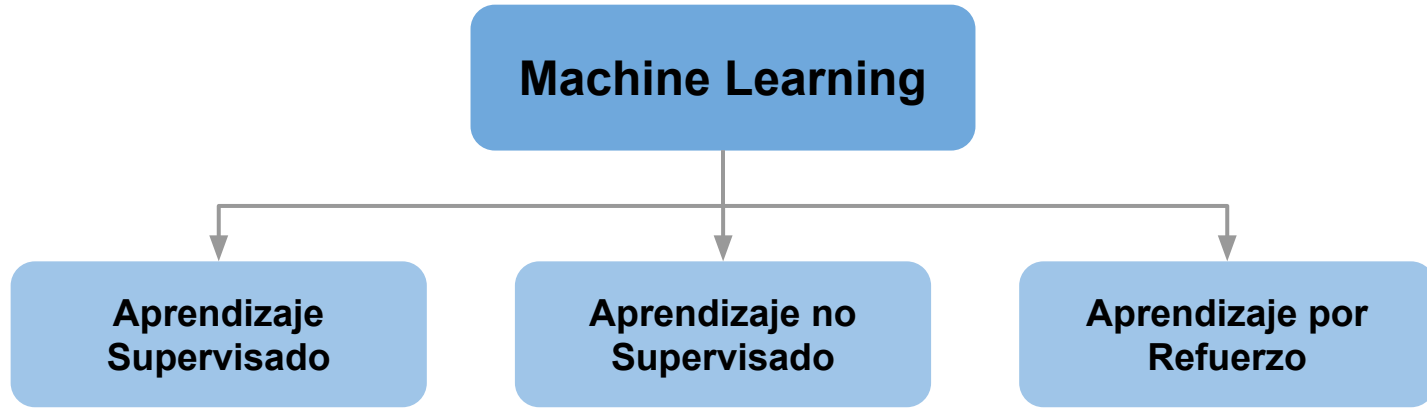 Machine Learning
Aprendizaje
Supervisado
Aprendizaje no
Supervisado
Aprendizaje por
Refuerzo